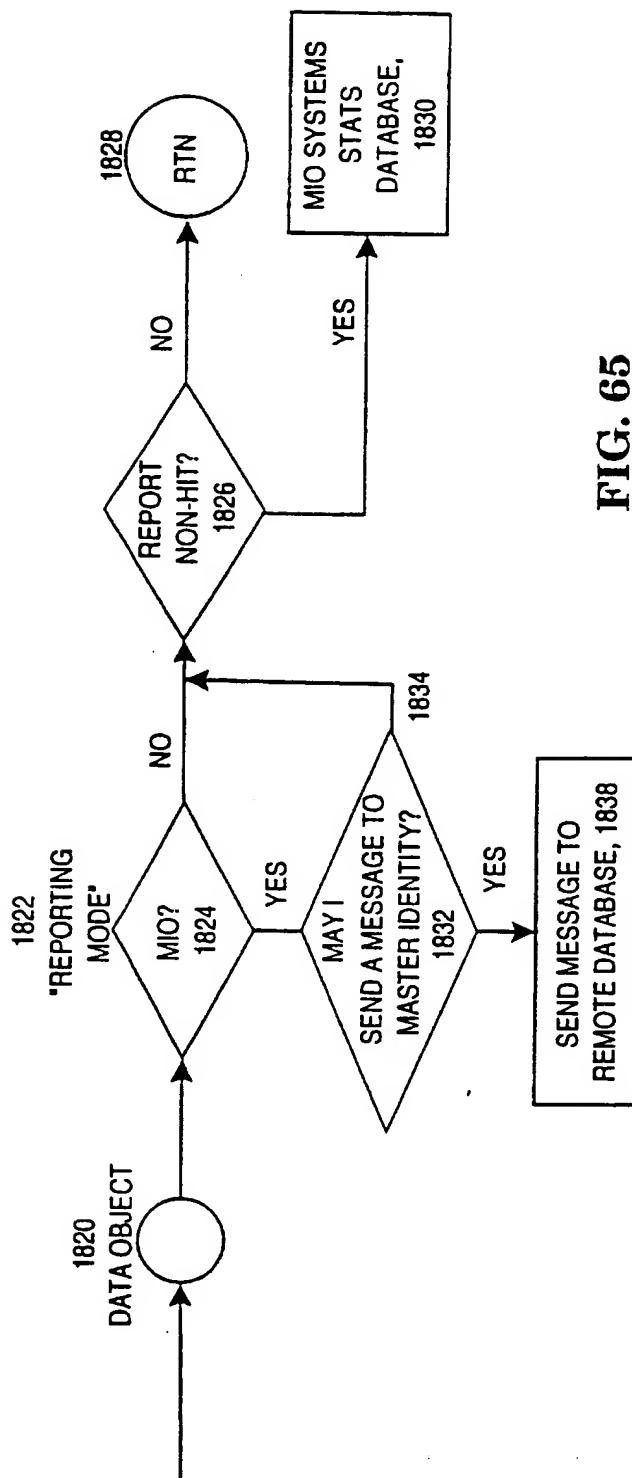 1820
DATA OBJECT
1822
"REPORTING
MODE"
MIO?
1824
NO
YES
MAY I
SEND A MESSAGE TO
MASTER IDENTITY?
1832
1834
YES
SEND MESSAGE TO
REMOTE DATABASE, 1838
REPORT
NON-HIT?
1826
NO
1828
RTN
YES
MIO SYSTEMS
STATS
DATABASE,
1830
FIG. 65